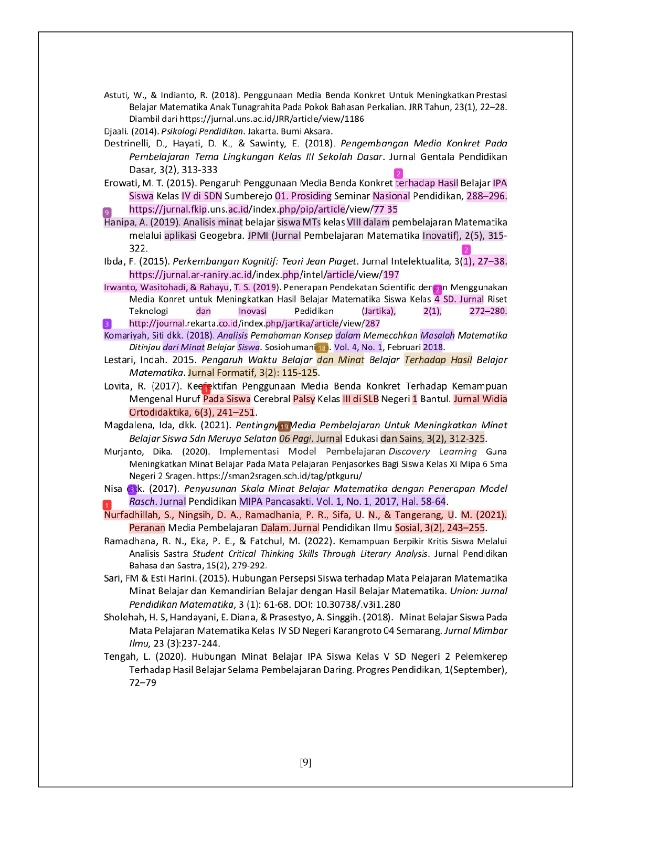 Astuti, W., & Indianto, R. (2018). Penggunaan Media Benda Konkret Untuk Meningkatkan Prestasi
Belajar Matematika Anak Tunagrahita Pada Pokok Bahasan Perkalian. JRR Tahun, 23(1), 22–28.
Diambil dari https://jurnal.uns.ac.id/JRR/article/view/1186
Djaali. (2014). Psikologi Pendidikan. Jakarta. Bumi Aksara.
Destrinelli, D., Hayati, D. K., & Sawinty, E. (2018). Pengembangan Media Konkret Pada
Pembelajaran Tema Lingkungan Kelas III Sekolah Dasar. Jurnal Gentala Pendidikan
Dasar, 3(2), 313-333
2
Erowati, M. T. (2015). Pengaruh Penggunaan Media Benda Konkret terhadap Hasil Belajar IPA
Siswa Kelas IV di SDN Sumberejo 01. Prosiding Seminar Nasional Pendidikan, 288–296.
https://jurnal.fkip.uns.ac.id/index.php/pip/article/view/77 35
9
Hanipa, A. (2019). Analisis minat belajar siswa MTs kelas VIII dalam pembelajaran Matematika
melalui aplikasi Geogebra. JPMI (Jurnal Pembelajaran Matematika Inovatif), 2(5), 315-
322.
2
Ibda, F. (2015). Perkembangan Kognitif: Teori Jean Piaget. Jurnal Intelektualita, 3(1), 27–38.
https://jurnal.ar-raniry.ac.id/index.php/intel/article/view/197
Irwanto, Wasitohadi, & Rahayu, T. S. (2019). Penerapan Pendekatan Scientific Menggunakan
Media Konret untuk Meningkatkan Hasil Belajar Matematika Siswa Kelas 4 SD. Jurnal Riset
Teknologi dan Inovasi Pedidikan (Jartika), 2(1), 272–280.
http://journal.rekarta.co.id/index.php/jartika/article/view/287
3
Komariyah, Siti dkk. (2018). Analisis Pemahaman Konsep dalam Memecahkan Masalah Matematika
Ditinjau dari Minat Belajar Siswa. Vol. 4, No. 1, Februari 2018.
Lestari, Indah. 2015. Pengaruh Waktu Belajar dan Minat Belajar Terhadap Hasil Belajar
Matematika. Jurnal Formatif, 3(2): 115-125.
Lovita, R. (2017). Penggunaan Media Benda Konkret Terhadap Kemampuan
Mengenal Huruf Pada Siswa Cerebral Palsy Kelas III di SLB Negeri 1 Bantul. Jurnal Widia
Ortodidaktika, 6(3), 241–251.
Magdalena, Ida, dkk. (2021). Media Pembelajaran Untuk Meningkatkan Minat
Belajar Siswa Sdn Meruya Selatan 06 Pagi. Jurnal Edukasi dan Sains, 3(2), 312-325.
Murjanto, Dika. (2020). Implementasi Model Pembelajaran Discovery Learning Guna
Meningkatkan Minat Belajar Pada Mata Pelajaran Penjasorkes Bagi Siswa Kelas Xi Mipa 6 Sma
Negeri 2 Sragen. https://sman2sragen.sch.id/tag/ptkguru/
Nisa (2017). Penyusunan Skala Minat Belajar Matematika dengan Penerapan Model
Rasch. Jurnal Pendidikan MIPA Pancasakti. Vol. 1, No. 1, 2017, Hal. 58-64.
1
Nurfadhillah, S., Ningsih, D. A., Ramadhania, P. R., Sifa, U. N., & Tangerang, U. M. (2021).
Peranan Media Pembelajaran Dalam. Jurnal Pendidikan Ilmu Sosial, 3(2), 243–255.
Ramadhana, R. N., Eka, P. E., & Fatchul, M. (2022). Kemampuan Berpikir Kritis Siswa Melalui
Analisis Sastra Student Critical Thinking Skills Through Literary Analysis. Jurnal Pendidikan
Bahasa dan Sastra, 15(2), 279-292.
Sari, FM & Esti Harini. (2015). Hubungan Persepsi Siswa terhadap Mata Pelajaran Matematika
Minat Belajar dan Kemandirian Belajar dengan Hasil Belajar Matematika. Union: Jurnal
Pendidikan Matematika, 3 (1): 61-68. DOI: 10.30738/.v3i1.280
Sholehah, H. S, Handayani, E. Diana, & Prasestyo, A. Singgih. (2018). Minat Belajar Siswa Pada
Mata Pelajaran Matematika Kelas IV SD Negeri Karangroto 04 Semarang. Jurnal Mimbar
Ilmu, 23 (3):237-244.
Tengah, L. (2020). Hubungan Minat Belajar IPA Siswa Kelas V SD Negeri 2 Pelemkerep
Terhadap Hasil Belajar Selama Pembelajaran Daring. Progres Pendidikan, 1(September),
72–79
[9]